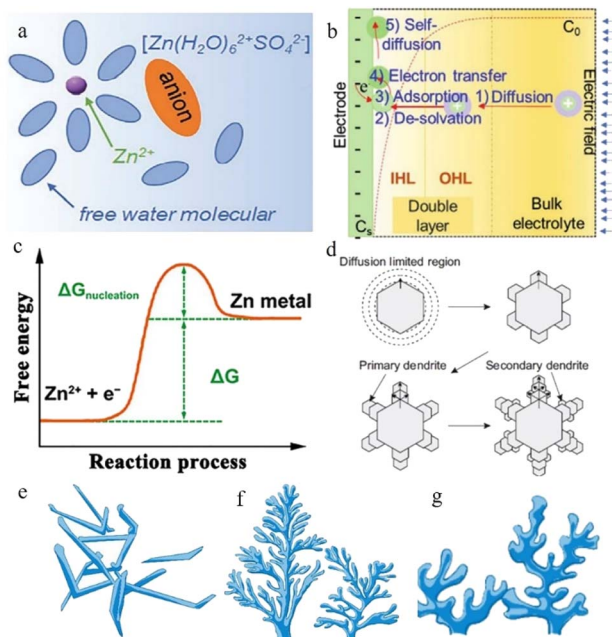 a
[Zn(H₂O)₆²⁺SO₄²⁻]
anion
Zn²⁺
free water molecular
b
5) Self-
diffusion
C₀
4) Electron transfer
e⁻
3) Adsorption 1) Diffusion
2) De-solvation
Electrode
Electric field
IHL OHL
Double
layer
Bulk
electrolyte
Cₛ
c
ΔG nucleation
Zn metal
Free energy
Zn²⁺ + e⁻
ΔG
Reaction process
d
Diffusion limited region
Primary dendrite Secondary dendrite
e
f
g